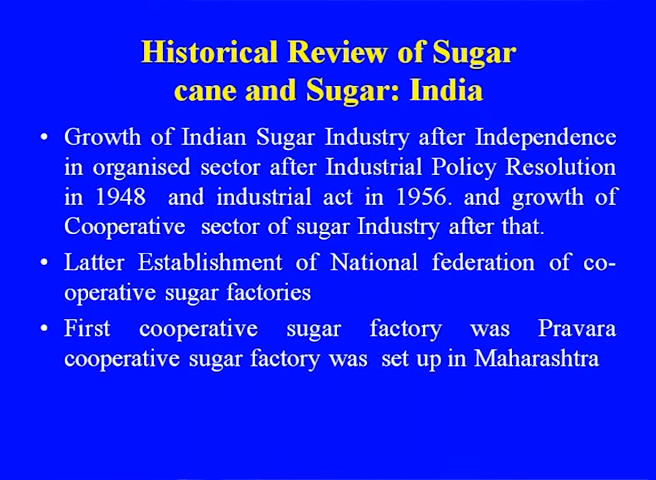 Historical Review of Sugar
cane and Sugar: India
• Growth of Indian Sugar Industry after Independence
in organised sector after Industrial Policy Resolution
in 1948 and industrial act in 1956. and growth of
Cooperative sector of sugar Industry after that.
• Latter Establishment of National federation of co-
operative sugar factories
• First cooperative sugar factory was Pravara
cooperative sugar factory was set up in Maharashtra